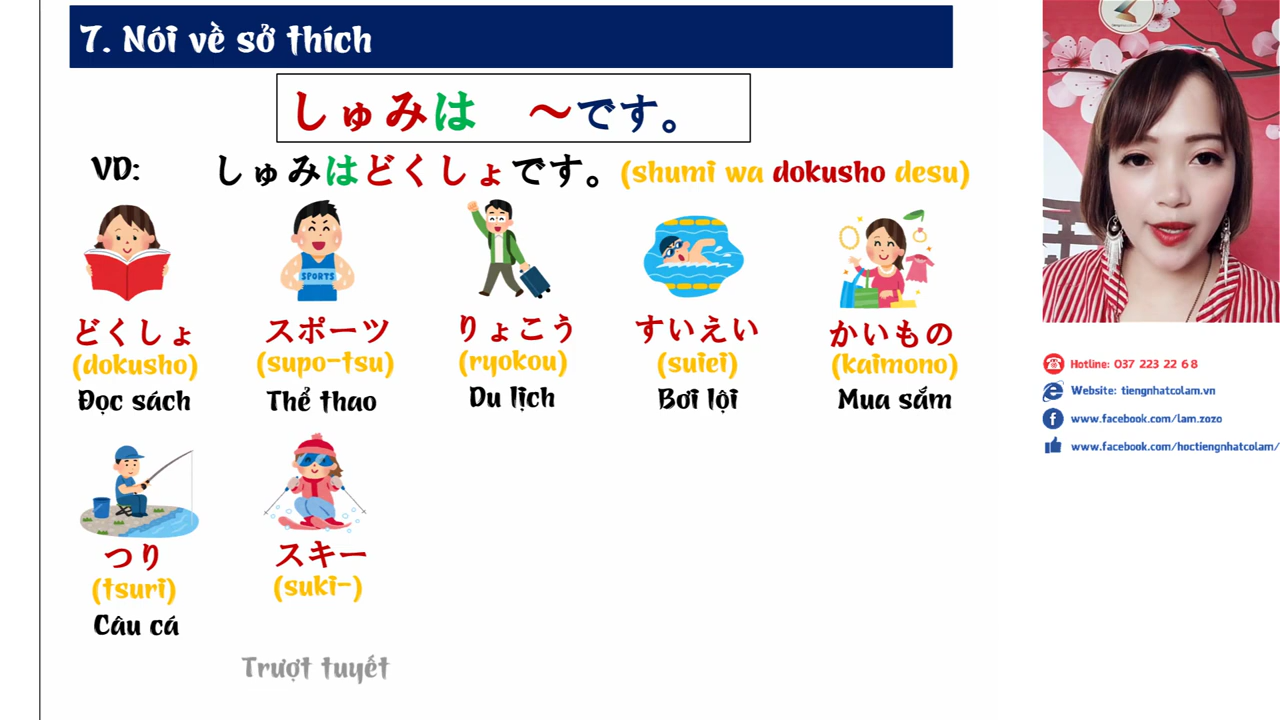 7. Nói về sở thích
しゅみは ～です。
VD: しゅみはどくしょです。(shumi wa dokusho desu)
SPORTS
どくしょ スポーツ りょこう すいえい かいもの
(dokusho) (supo-tsu) (ryokou) (suiei) (kaimono)
Đọc sách Thể thao Du lịch Bơi lội Mua sắm
つり スキー
(tsuri) (suki-)
Câu cá
Trượt tuyết
Hotline: 037 223 22 68
Website: tiengnhatcolam.vn
www.facebook.com/lam.zozo
www.facebook.com/hoctiengnhatcolam/